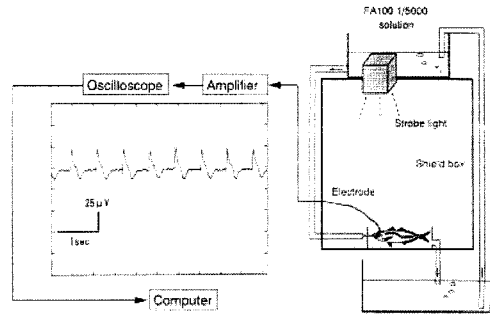 FA100 1/5000
solution
Oscilloscope
Amplifier
Strobe light
Shield box
Electrode
25 μV
1sec
Computer